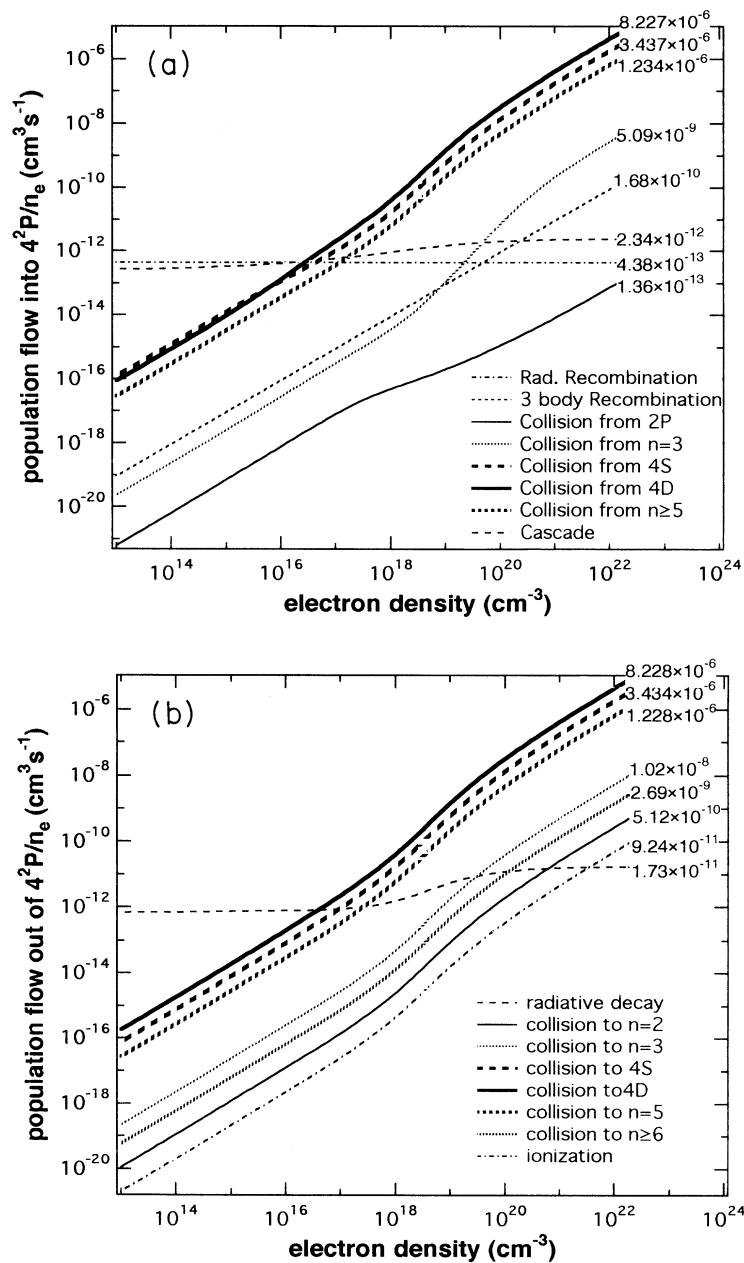 (a)
population flow into 4²P/nₑ (cm³s⁻¹)
10⁻⁶
10⁻⁸
10⁻¹⁰
10⁻¹²
10⁻¹⁴
10⁻¹⁶
10⁻¹⁸
10⁻²⁰
8.227×10⁻⁶
3.437×10⁻⁶
1.234×10⁻⁶
5.09×10⁻⁹
1.68×10⁻¹⁰
2.34×10⁻¹²
4.38×10⁻¹³
1.36×10⁻¹³
Rad. Recombination
3 body Recombination
Collision from 2P
Collision from n=3
Collision from 4S
Collision from 4D
Collision from n≥5
Cascade
10¹⁴ 10¹⁶ 10¹⁸ 10²⁰ 10²² 10²⁴
electron density (cm⁻³)
(b)
population flow out of 4²P/nₑ (cm³s⁻¹)
10⁻⁶
10⁻⁸
10⁻¹⁰
10⁻¹²
10⁻¹⁴
10⁻¹⁶
10⁻¹⁸
10⁻²⁰
8.228×10⁻⁶
3.434×10⁻⁶
1.228×10⁻⁶
1.02×10⁻⁸
2.69×10⁻⁹
5.12×10⁻¹⁰
9.24×10⁻¹¹
1.73×10⁻¹¹
radiative decay
collision to n=2
collision to n=3
collision to 4S
collision to4D
collision to n=5
collision to n≥6
ionization
10¹⁴ 10¹⁶ 10¹⁸ 10²⁰ 10²² 10²⁴
electron density (cm⁻³)